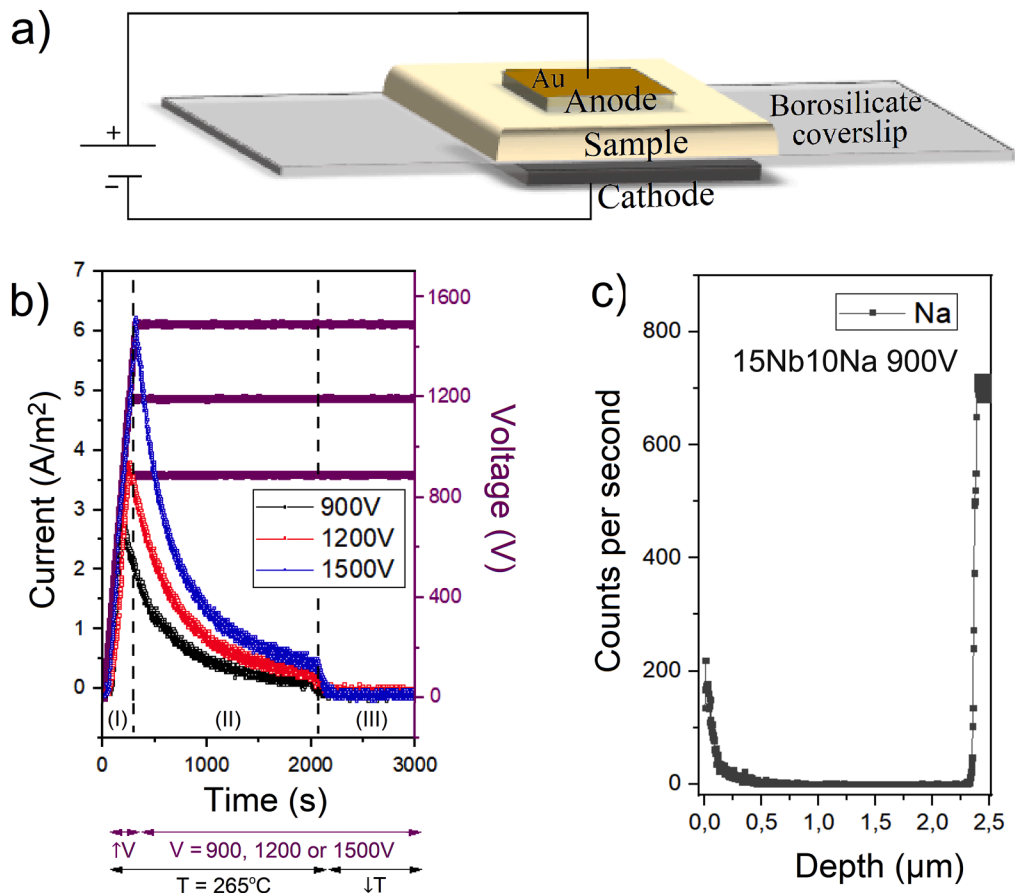 a)
+
−
Au
Anode
Sample
Cathode
Borosilicate
coverslip
b)
7
6
5
4
3
2
1
0
Current (A/m²)
1600
1200
800
400
0
Voltage (V)
900V
1200V
1500V
(I)
(II)
(III)
0
1000
2000
3000
Time (s)
↑V
V = 900, 1200 or 1500V
T = 265ºC
↓T
c)
Na
15Nb10Na 900V
800
600
400
200
0
Counts per second
0,0
0,5
1,0
1,5
2,0
2,5
Depth (µm)